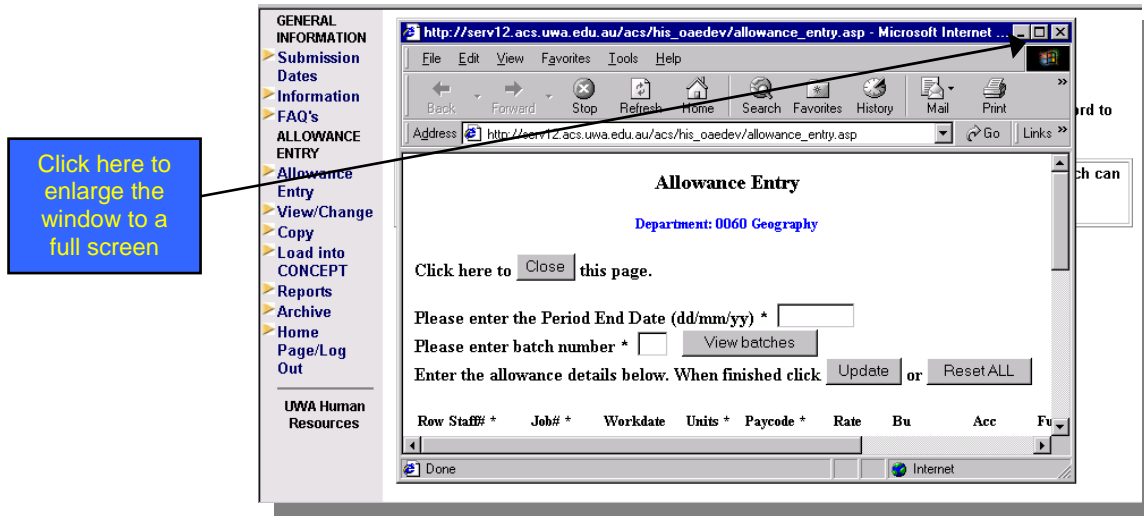 Click here to
enlarge the
window to a
full screen
GENERAL
INFORMATION
Submission
Dates
Information
FAQ's
ALLOWANCE
ENTRY
Allowance
Entry
View/Change
Copy
Load into
CONCEPT
Reports
Archive
Home
Page/Log
Out
UWA Human
Resources
http://serv12.acs.uwa.edu.au/acs/his_oaedev/allowance_entry.asp - Microsoft Internet ...
File Edit View Favorites Tools Help
Back Forward Stop Refresh Home Search Favorites History Mail Print »
Address http://serv12.acs.uwa.edu.au/acs/his_oaedev/allowance_entry.asp Go Links »
Allowance Entry
Department: 0060 Geography
Click here to Close this page.
Please enter the Period End Date (dd/mm/yy) *
Please enter batch number * View batches
Enter the allowance details below. When finished click Update or Reset ALL
Row Staff# * Job# * Workdate Units * Paycode * Rate Bu Acc Fu
Done Internet
ord to
ch can